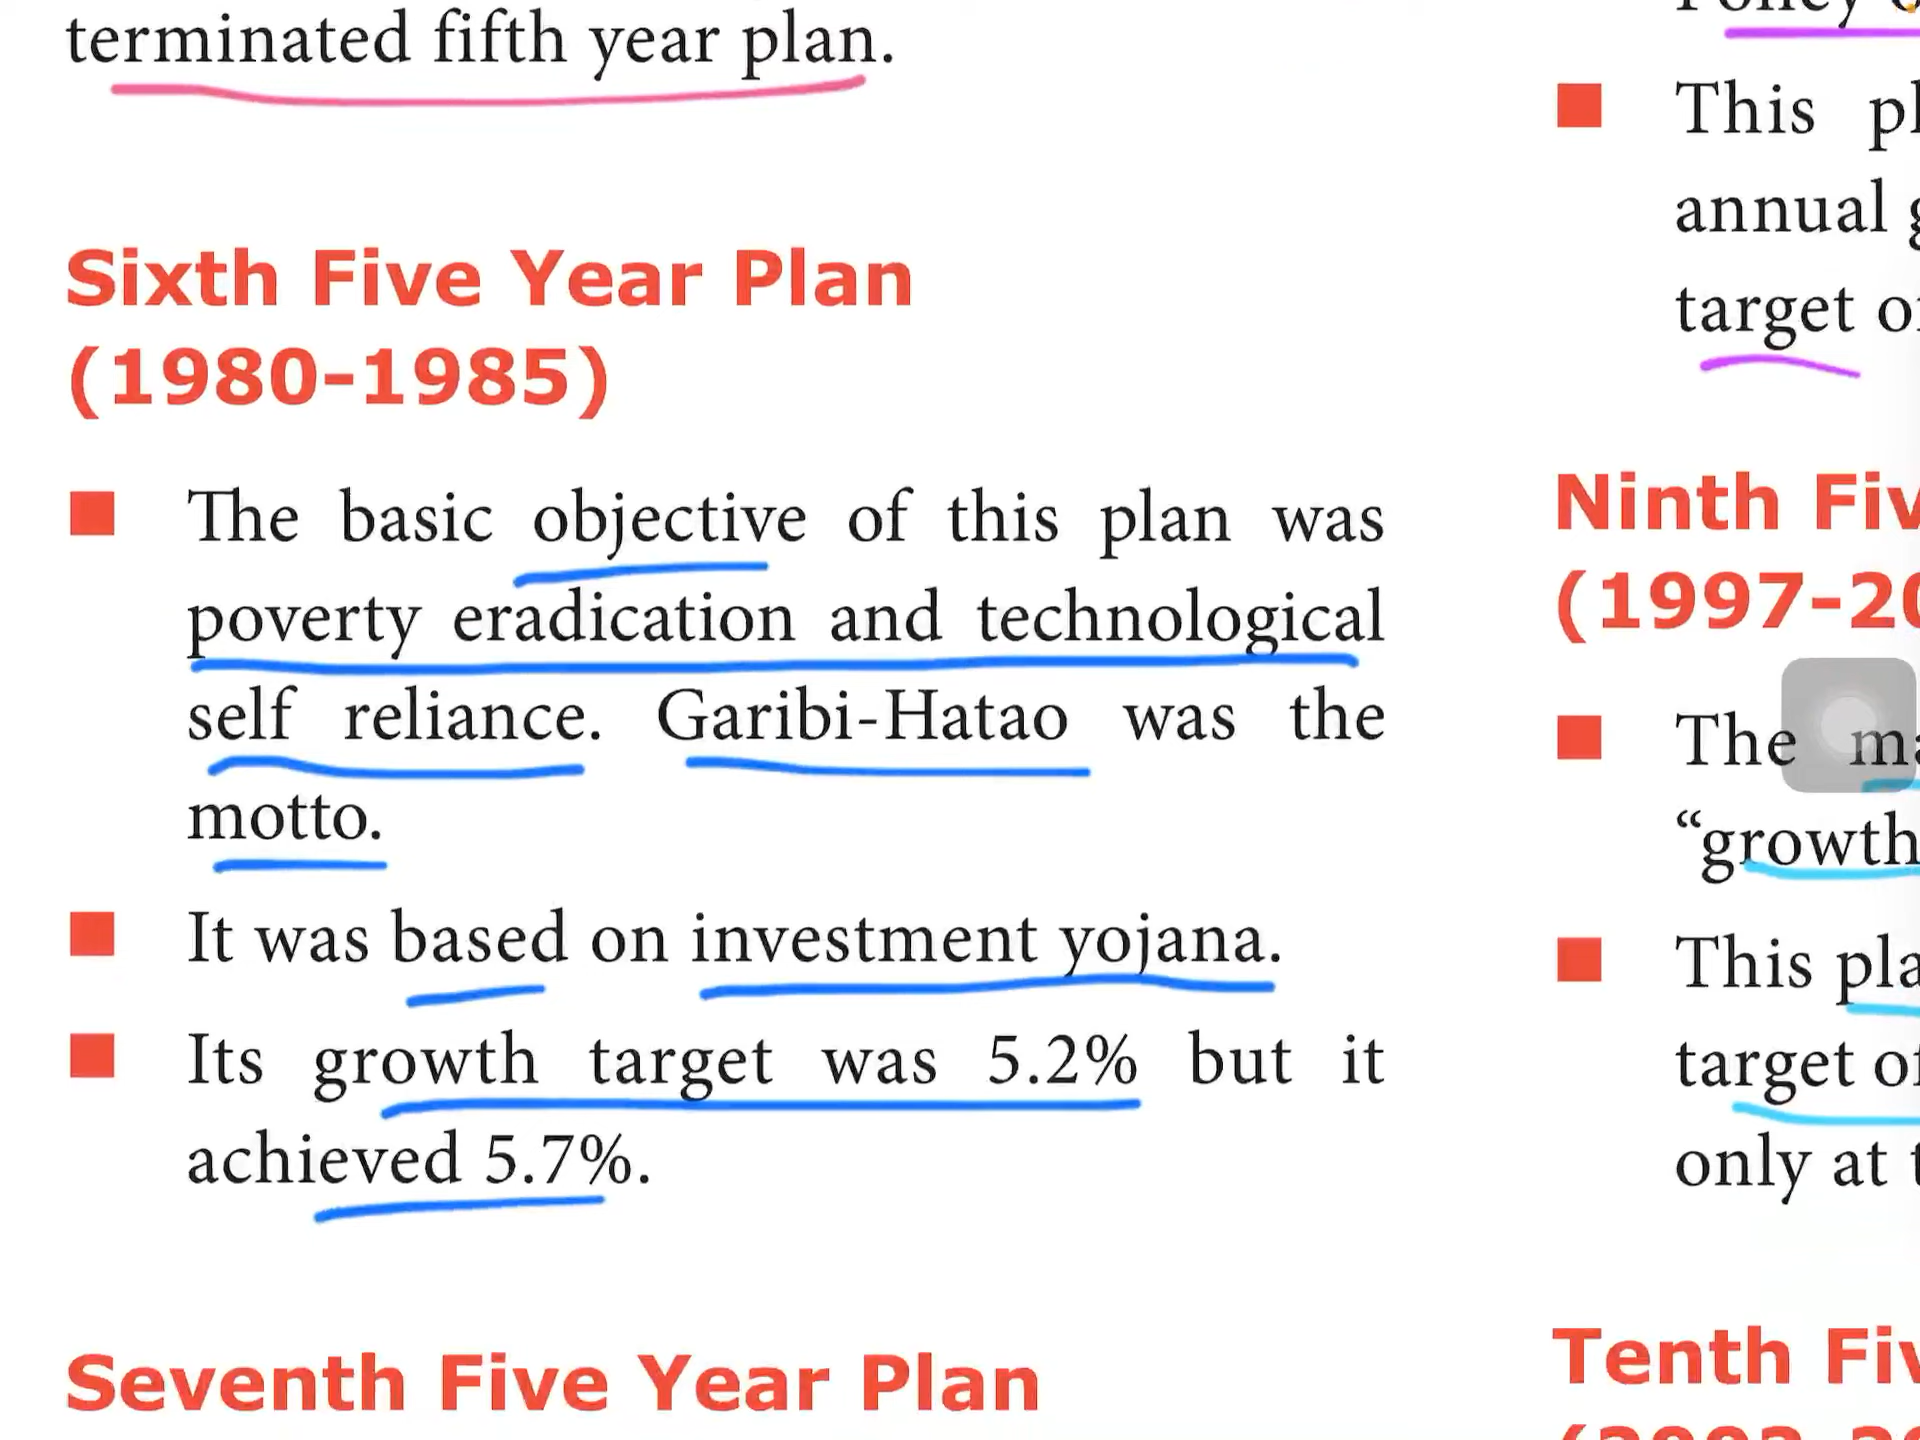 terminated fifth year plan.
Sixth Five Year Plan
(1980-1985)
The basic objective of this plan was
poverty eradication and technological
self reliance. Garibi-Hatao was the
motto.
It was based on investment yojana.
Its growth target was 5.2% but it
achieved 5.7%.
Seventh Five Year Plan
This
annual
target
Ninth
(1997-
The
“growth
This
target
only at
Tenth